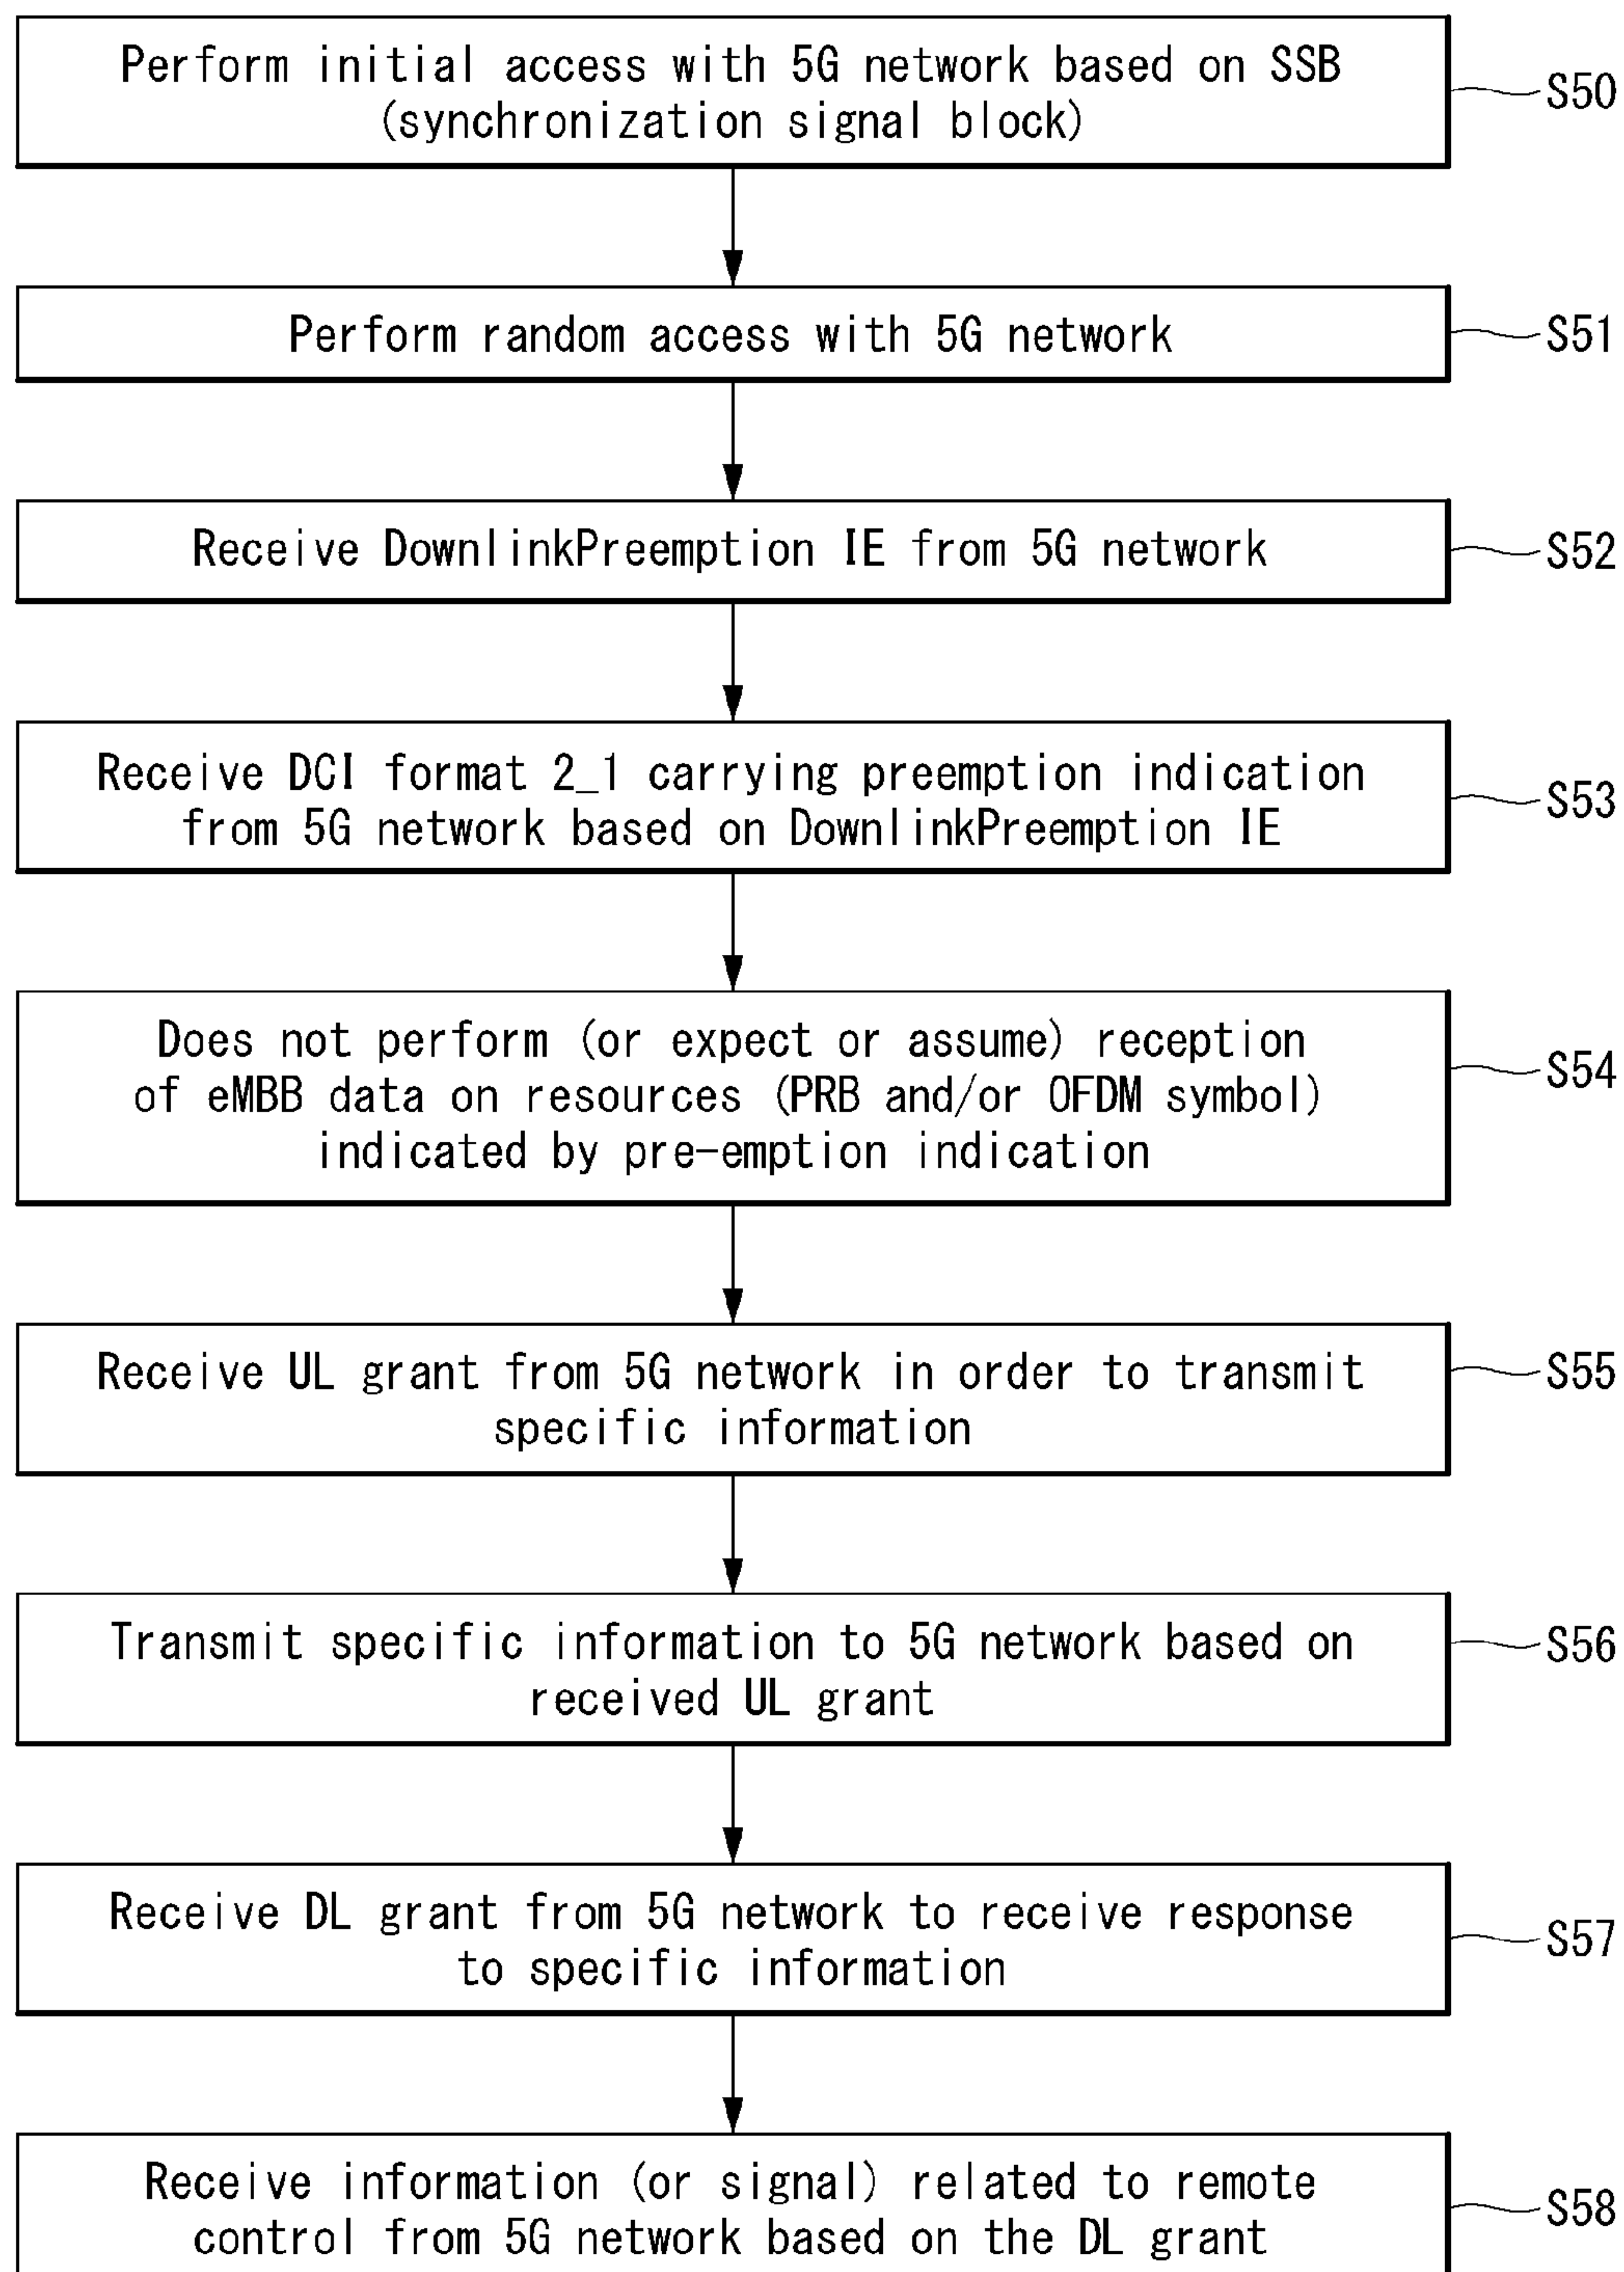 Perform initial access with 5G network based on SSB
(synchronization signal block)
S50
Perform random access with 5G network
S51
Receive DownlinkPreemption IE from 5G network
S52
Receive DCI format 2_1 carrying preemption indication
from 5G network based on DownlinkPreemption IE
S53
Does not perform (or expect or assume) reception
of eMBB data on resources (PRB and/or OFDM symbol)
indicated by pre-emption indication
S54
Receive UL grant from 5G network in order to transmit
specific information
S55
Transmit specific information to 5G network based on
received UL grant
S56
Receive DL grant from 5G network to receive response
to specific information
S57
Receive information (or signal) related to remote
control from 5G network based on the DL grant
S58